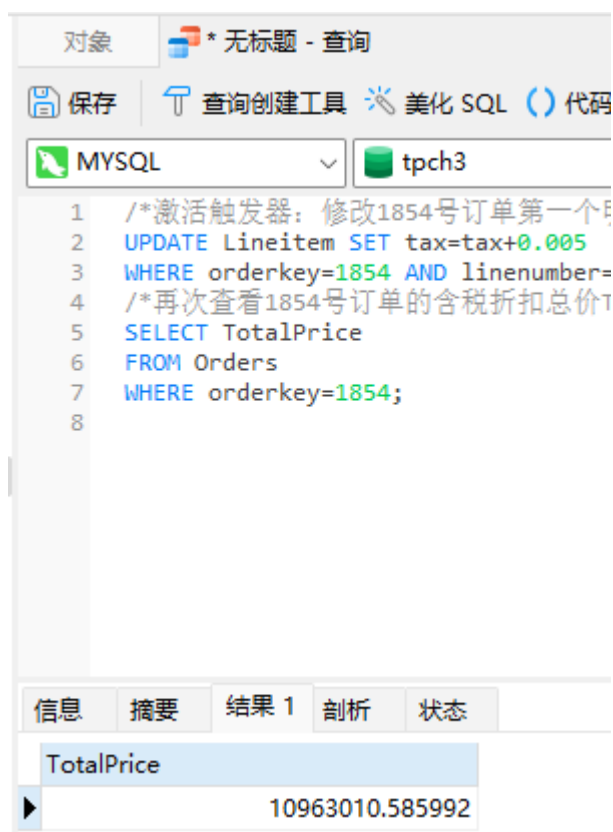 对象 * 无标题 - 查询
保存 查询创建工具 美化 SQL () 代码
MYSQL tpch3
1 /*激活触发器: 修改1854号订单第一个
2 UPDATE Lineitem SET tax=tax+0.005
3 WHERE orderkey=1854 AND linenumber=
4 /*再次查看1854号订单的含税折扣总价T
5 SELECT TotalPrice
6 FROM Orders
7 WHERE orderkey=1854;
8
信息 摘要 结果 1 剖析 状态
TotalPrice
10963010.585992